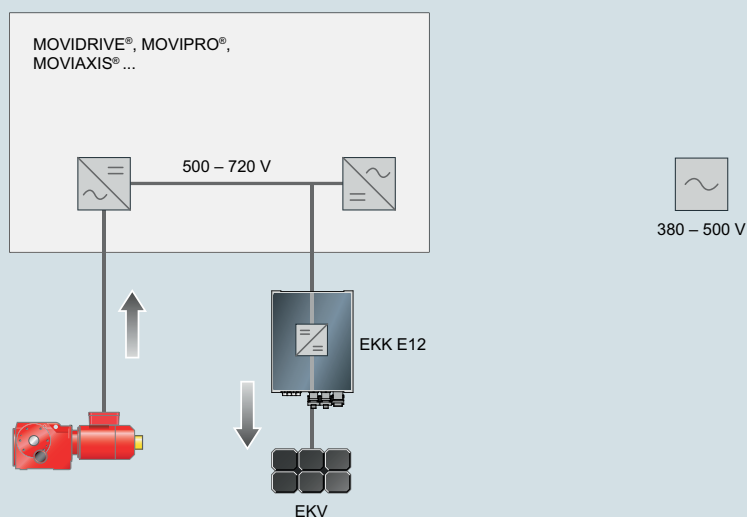 MOVIDRIVE®, MOVIPRO®,
MOVIAXIS® ...
500 – 720 V
380 – 500 V
EKK E12
EKV